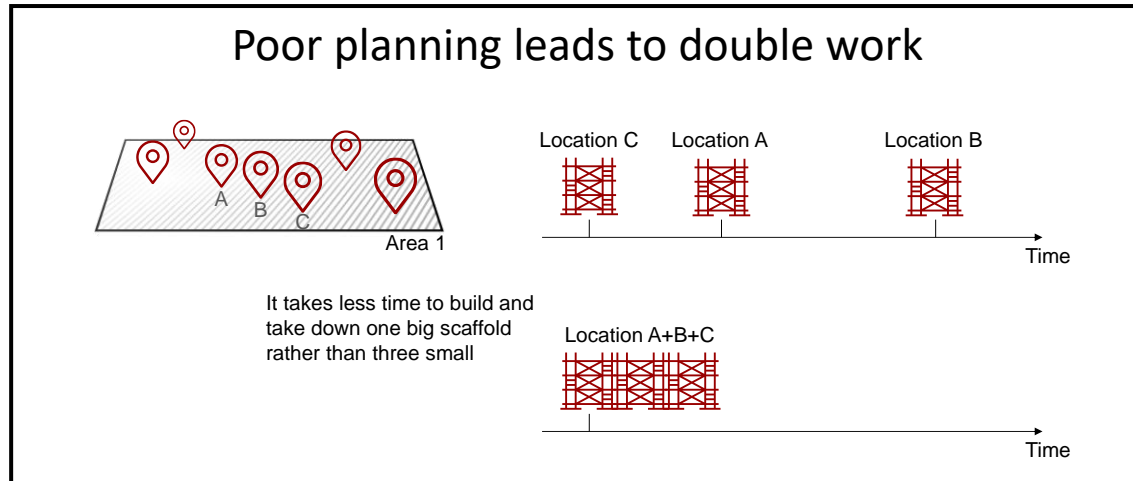 Poor planning leads to double work
A
B
C
Area 1
Location C
Location A
Location B
Time
It takes less time to build and
take down one big scaffold
rather than three small
Location A+B+C
Time